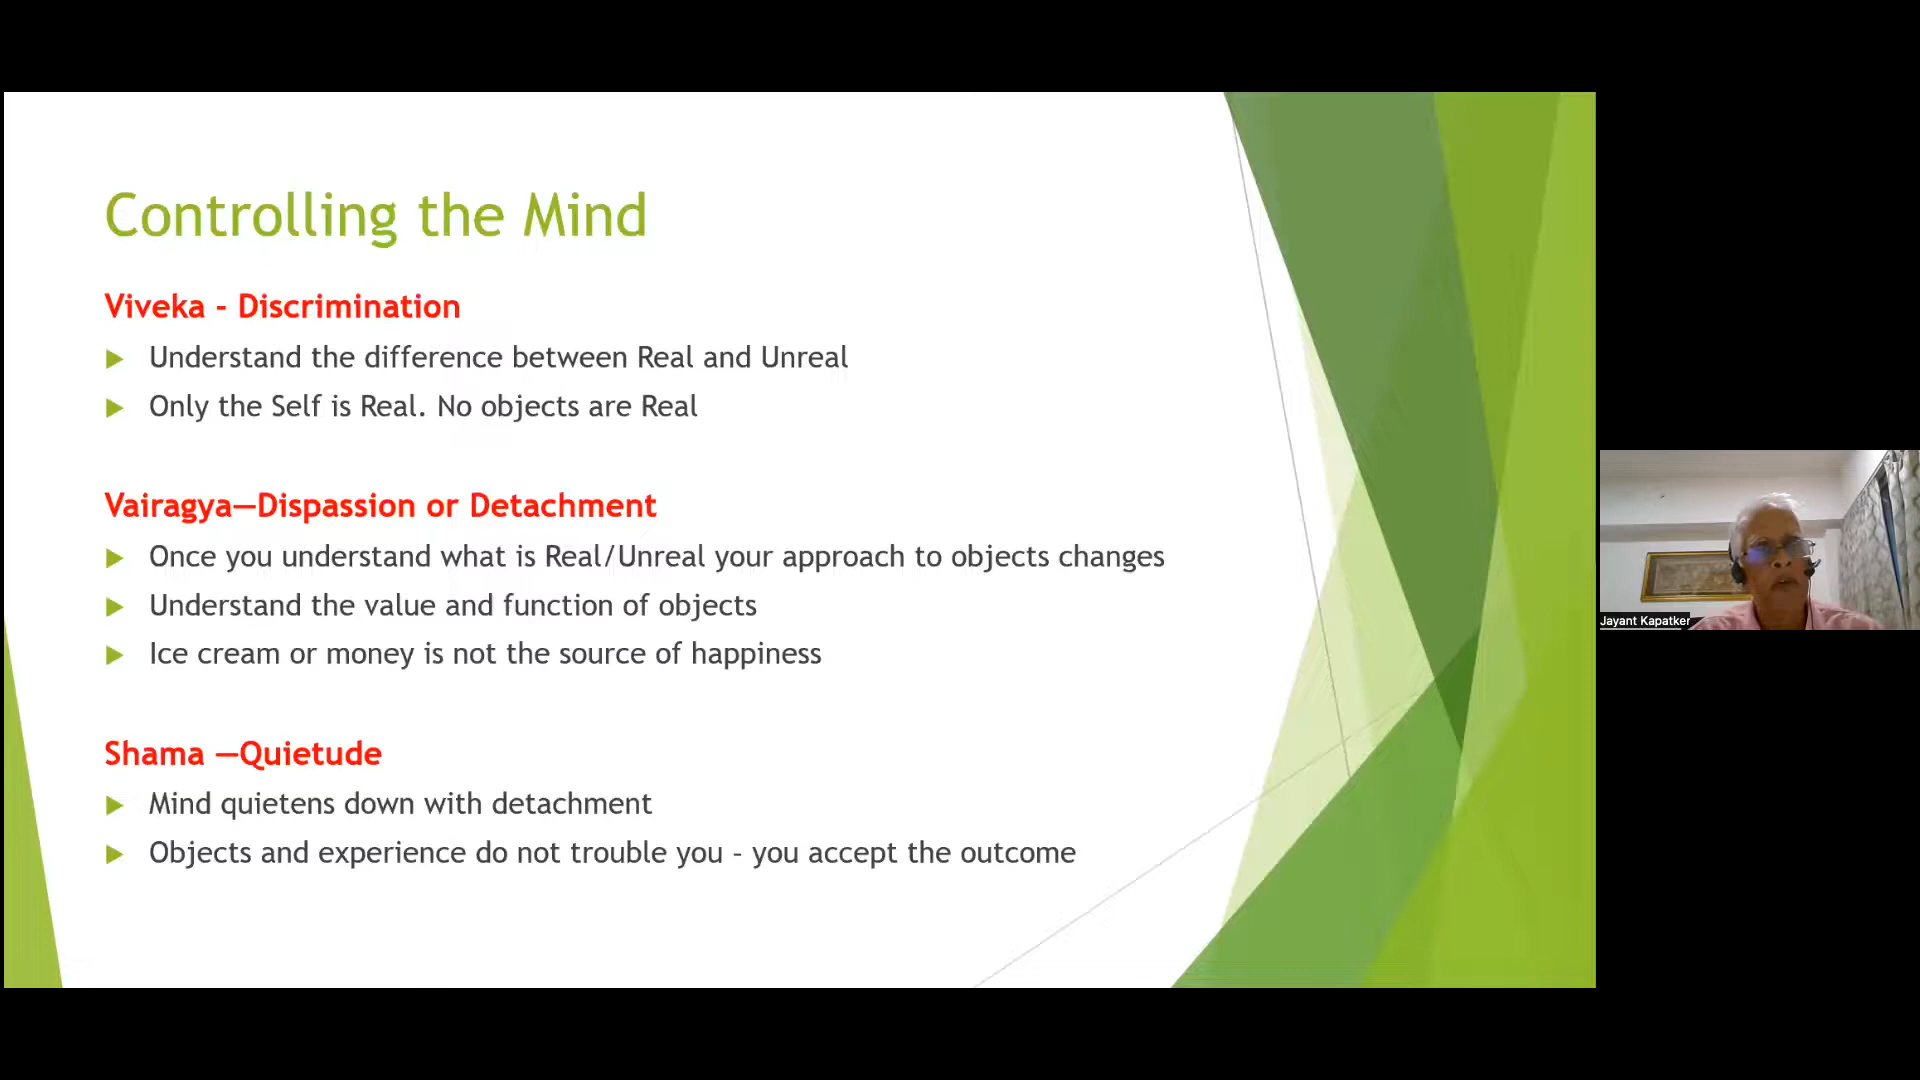 Controlling the Mind
Viveka – Discrimination
Understand the difference between Real and Unreal
Only the Self is Real. No objects are Real
Vairagya—Dispassion or Detachment
Once you understand what is Real/Unreal your approach to objects changes
Understand the value and function of objects
Ice cream or money is not the source of happiness
Shama —Quietude
Mind quietens down with detachment
Objects and experience do not trouble you – you accept the outcome
Jayant Kapatker